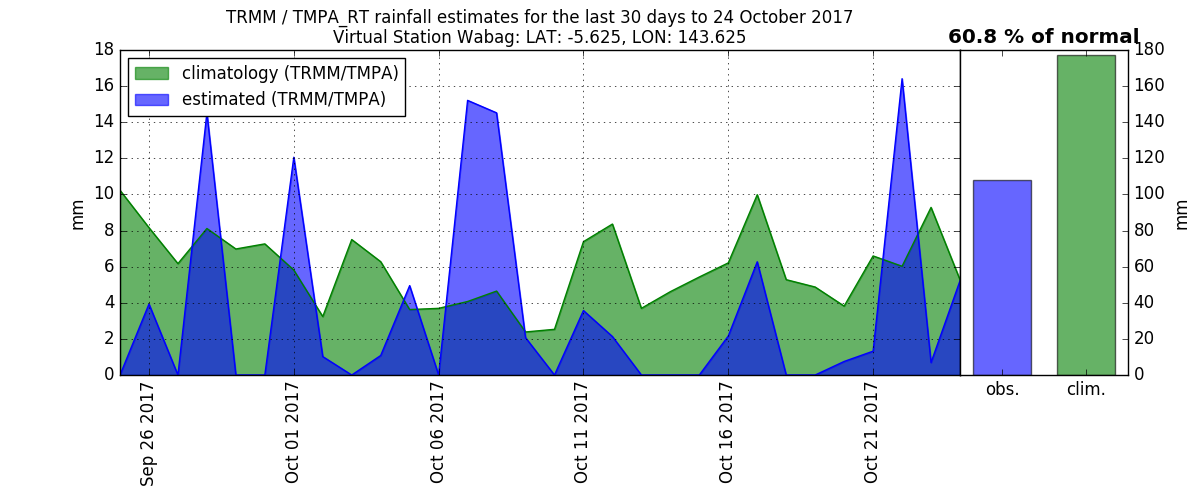 TRMM / TMPA_RT rainfall estimates for the last 30 days to 24 October 2017
Virtual Station Wabag: LAT: -5.625, LON: 143.625
60.8 % of normal
climatology (TRMM/TMPA)
estimated (TRMM/TMPA)
mm
18
16
14
12
10
8
6
4
2
0
Sep 26 2017
Oct 01 2017
Oct 06 2017
Oct 11 2017
Oct 16 2017
Oct 21 2017
obs.
clim.
180
160
140
120
100
80
60
40
20
0
mm